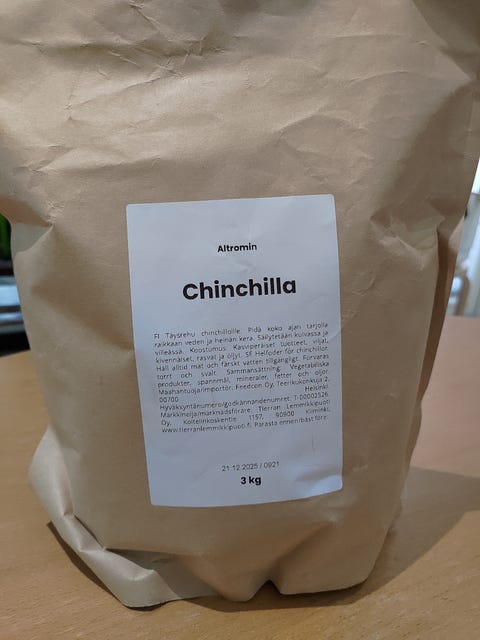 Altromin
Chinchilla
FI Täysrehu chinchilloille. Pidä koko ajan tarjolla
raikkaan veden ja heinän kera. Säilytetään kuivassa ja
viileässä. Koostumus: Kasviperäiset tuotteet, viljat,
kivennäiset, rasvat ja öljyt. SF Helfoder för chinchillor.
Håll alltid mat och färskt vatten tillgängligt. Förvaras
torrt och svalt. Sammansättning: Vegetabiliska
produkter, spannmål, mineraler, fetter och oljor.
Maahantuoja/importör: Feedcon Oy, Teerikukonkuja 2,
00700 Helsinki.
Hyväksyntänumero/godkännandenumret: T-D0002526.
Markkinoija/marknadsförare: Tierran Lemmikkipuoti
Oy, Koitelinkoskentie 1157, 90900 Kiiminki,
www.tierranlemmikkipuoti.fi. Parasta ennen/bäst före:
21.12.2025 / 0921
3 kg